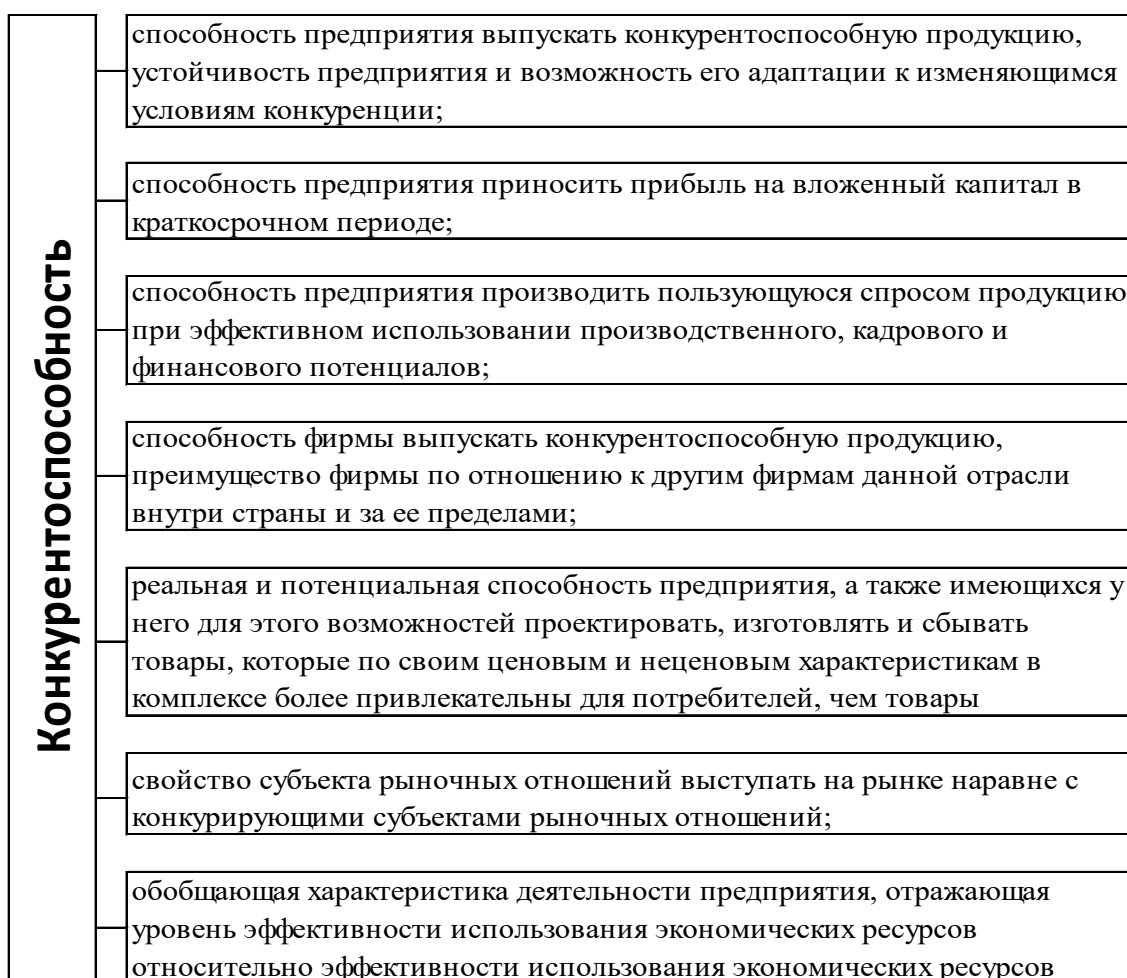 Конкурентоспособность
способность предприятия выпускать конкурентоспособную продукцию,
устойчивость предприятия и возможность его адаптации к изменяющимся
условиям конкуренции;
способность предприятия приносить прибыль на вложенный капитал в
краткосрочном периоде;
способность предприятия производить пользующуюся спросом продукцию
при эффективном использовании производственного, кадрового и
финансового потенциалов;
способность фирмы выпускать конкурентоспособную продукцию,
преимущество фирмы по отношению к другим фирмам данной отрасли
внутри страны и за ее пределами;
реальная и потенциальная способность предприятия, а также имеющихся у
него для этого возможностей проектировать, изготовлять и сбывать
товары, которые по своим ценовым и неценовым характеристикам в
комплексе более привлекательны для потребителей, чем товары
свойство субъекта рыночных отношений выступать на рынке наравне с
конкурирующими субъектами рыночных отношений;
обобщающая характеристика деятельности предприятия, отражающая
уровень эффективности использования экономических ресурсов
относительно эффективности использования экономических ресурсов